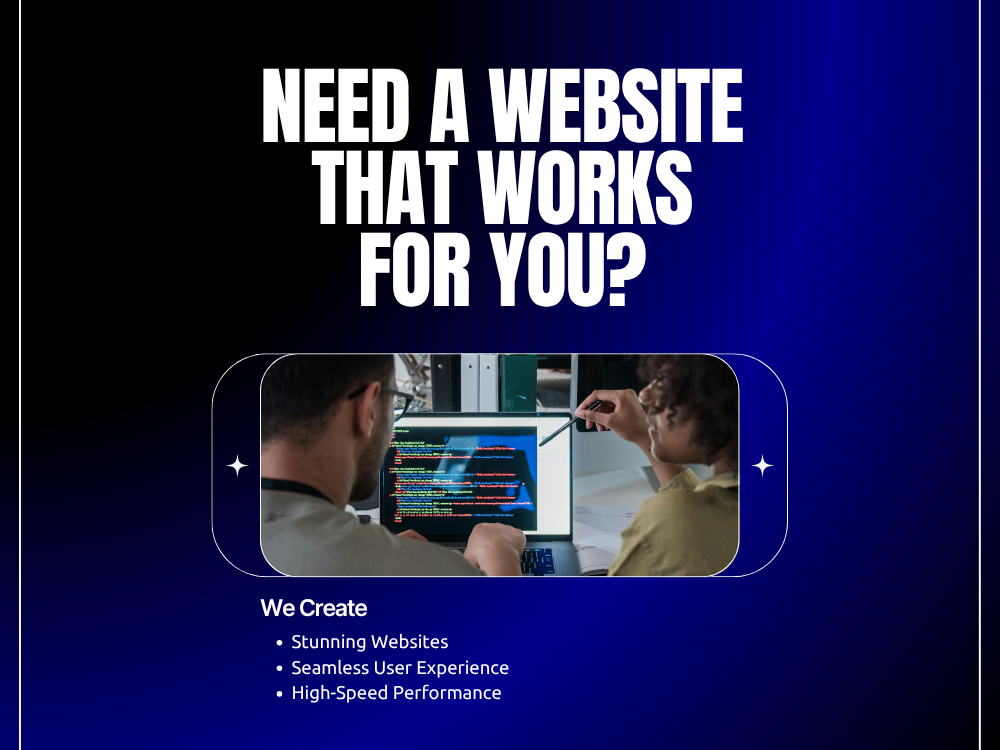 NEED A WEBSITE
THAT WORKS
FOR YOU?
We Create
• Stunning Websites
• Seamless User Experience
• High-Speed Performance